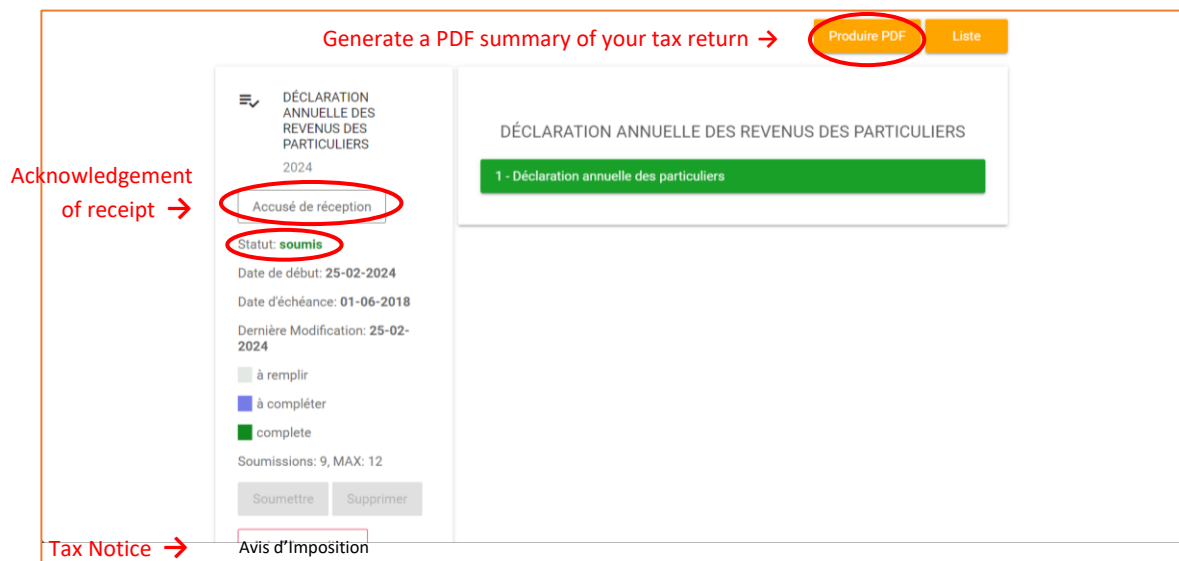 Generate a PDF summary of your tax return →
Produire PDF
Liste
DÉCLARATION
ANNUELLE DES
REVENUS DES
PARTICULIERS
2024
Acknowledgement
of receipt →
Accusé de réception
Statut: soumis
Date de début: 25-02-2024
Date d'échéance: 01-06-2018
Dernière Modification: 25-02-
2024
à remplir
à compléter
complete
Soumissions: 9, MAX: 12
Soumettre
Supprimer
Tax Notice →
Avis d'Imposition
DÉCLARATION ANNUELLE DES REVENUS DES PARTICULIERS
1 - Déclaration annuelle des particuliers